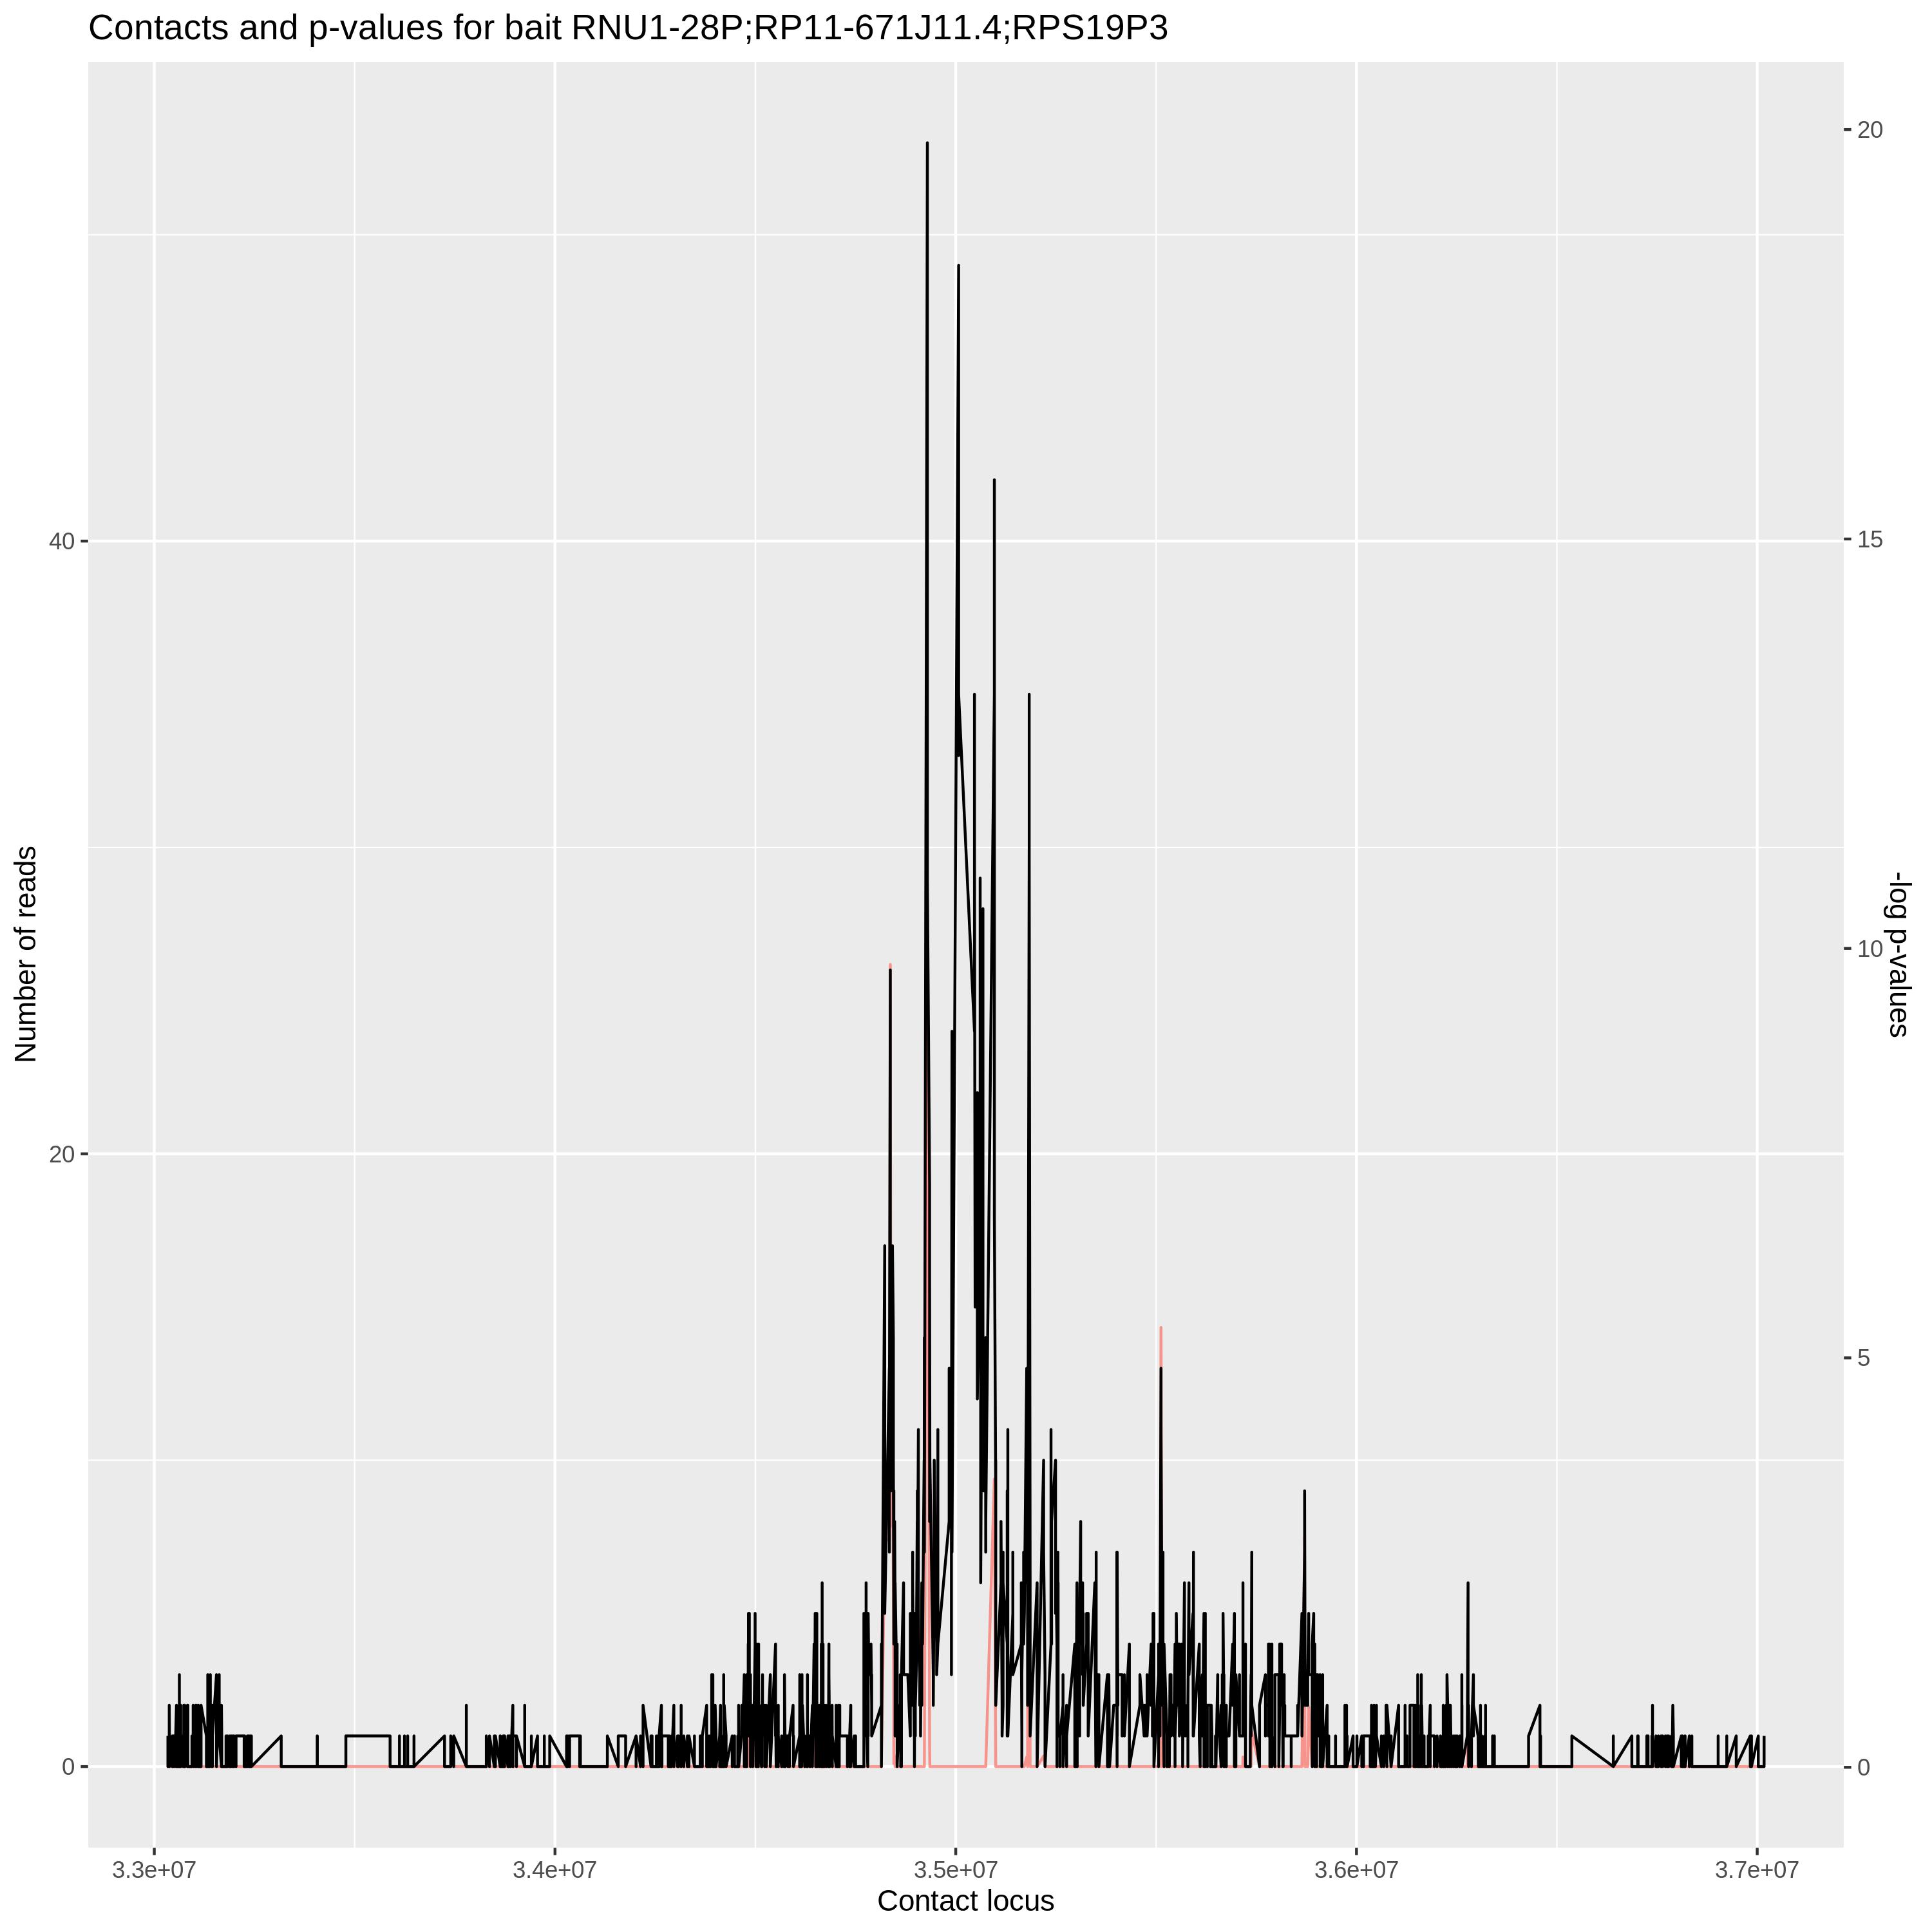 Contacts and p-values for bait RNU1-28P;RP11-671J11.4;RPS19P3
20
15
10
5
0
40
20
0
Number of reads
-log p-values
3.3e+07
3.4e+07
3.5e+07
3.6e+07
3.7e+07
Contact locus